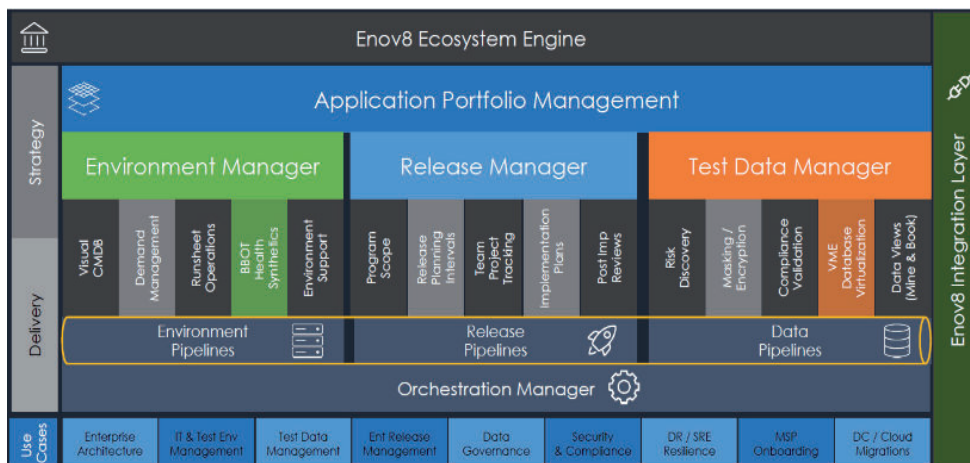 Enov8 Ecosystem Engine
Strategy
Delivery
Application Portfolio Management
Environment Manager
Visual
CMDB
Demand
Management
Runsheet
Operations
BBOT
Health
Synthetics
Environment
Support
Release Manager
Program
Scope
Release
Planning
Intervals
Team
Project
Tracking
Implementation
Plans
Post Imp
Reviews
Test Data Manager
Risk
Discovery
Masking /
Encryption
Compliance
Validation
VME
Database
Virtualization
Data Views
(Mine & Book)
Environment
Pipelines
Release
Pipelines
Data
Pipelines
Orchestration Manager
Use
Cases
Enterprise
Architecture
IT & Test Env
Management
Test Data
Management
Ent Release
Management
Data
Governance
Security
& Compliance
DR / SRE
Resilience
MSP
Onboarding
DC / Cloud
Migrations
Enov8 Integration Layer